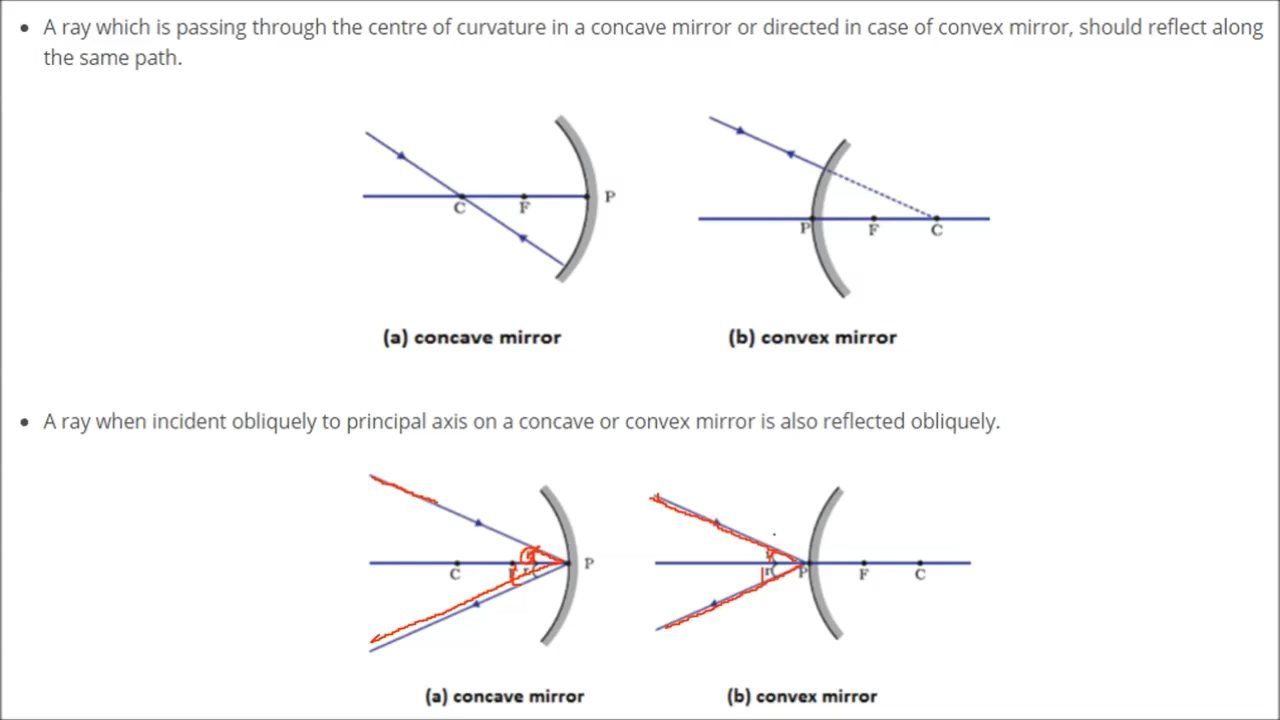 A ray which is passing through the centre of curvature in a concave mirror or directed in case of convex mirror, should reflect along
the same path.
C F P
P F C
(a) concave mirror (b) convex mirror
A ray when incident obliquely to principal axis on a concave or convex mirror is also reflected obliquely.
C P
r P F C
(a) concave mirror (b) convex mirror